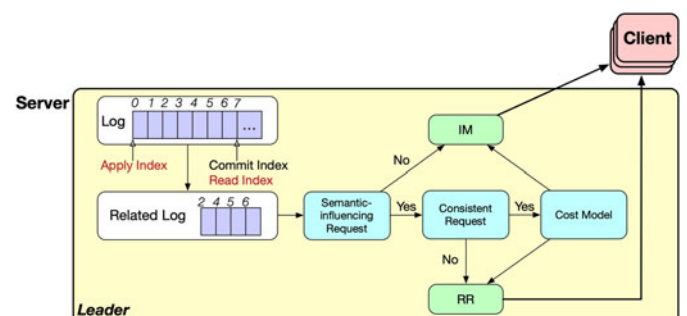 Client
Server
0 1 2 3 4 5 6 7
Log
...
IM
Apply Index
Commit Index
Read Index
No
2 4 5 6
Related Log
Semantic-
influencing
Request
Yes
Consistent
Request
Yes
Cost Model
No
RR
Leader